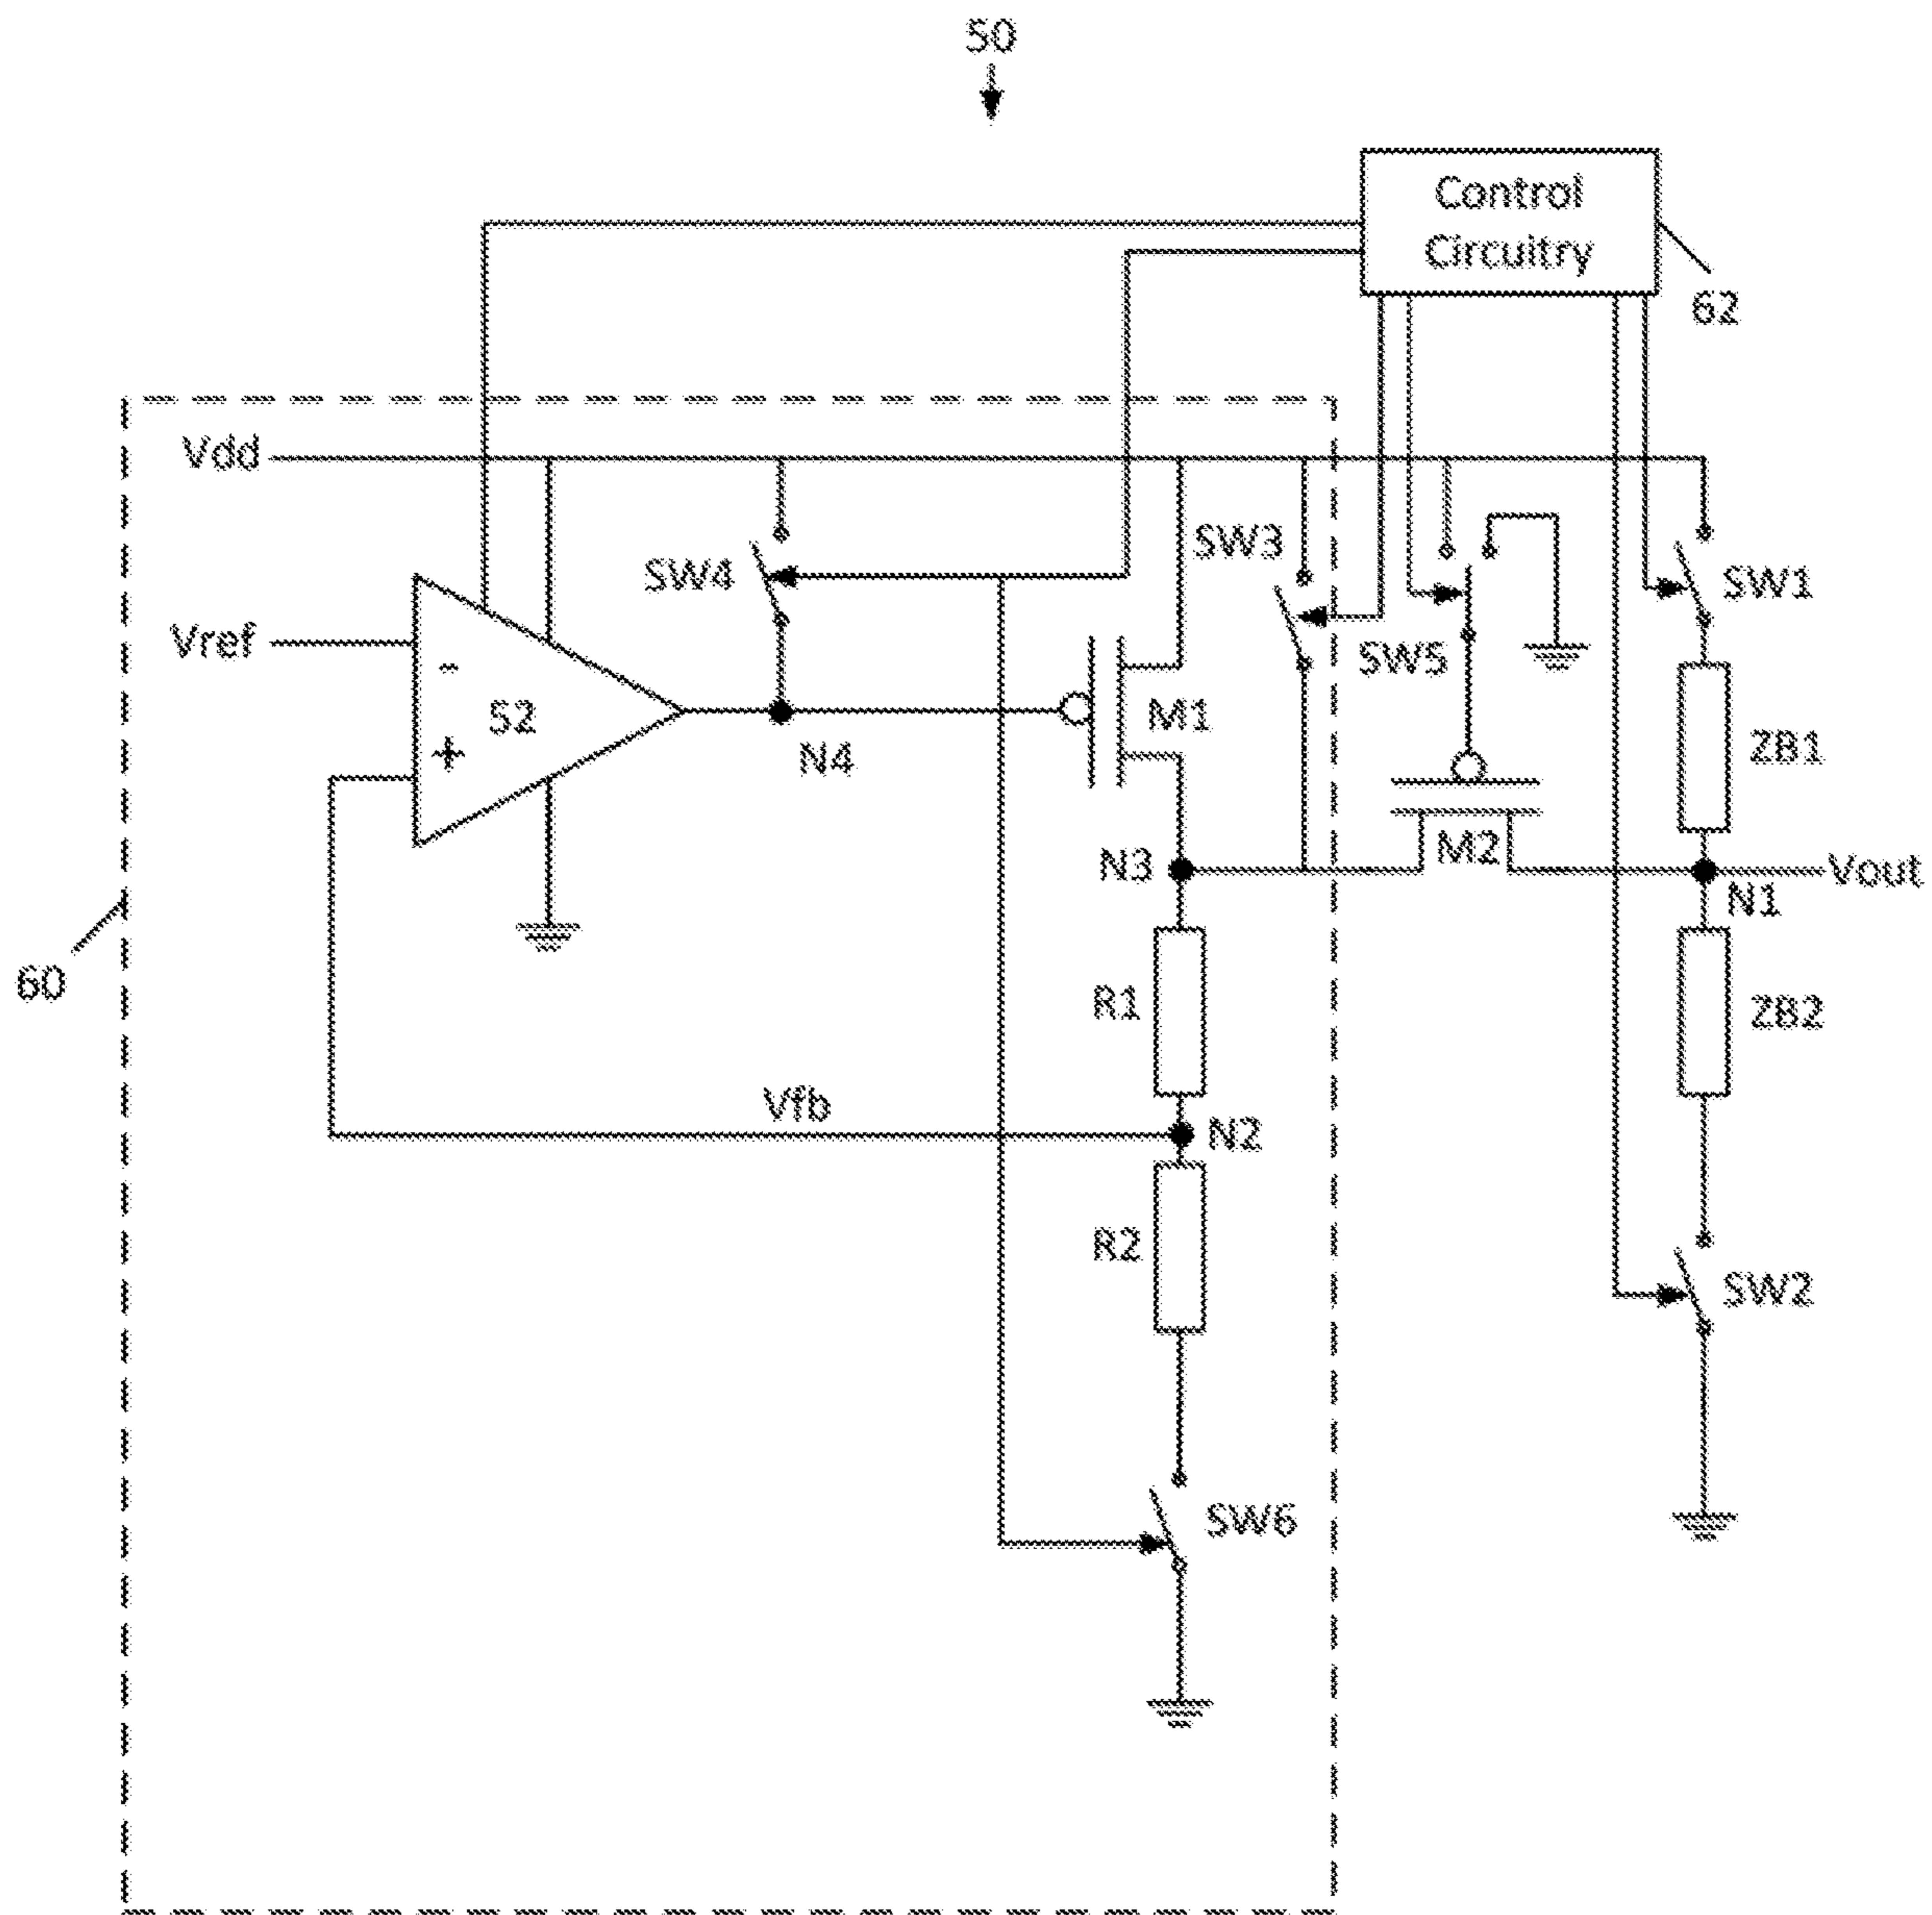 50
Control
Circuitry
62
Vdd
SW3
SW4
SW1
Vref
-
SW5
52
M1
ZB1
+
N4
M2
N3
Vout
N1
60
R1
ZB2
Vfb
N2
R2
SW2
SW6